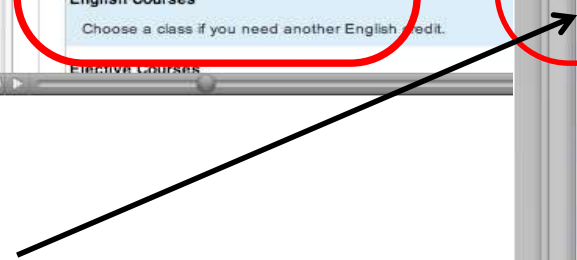 English Courses
Choose a class if you need another English credit.
Elective Courses